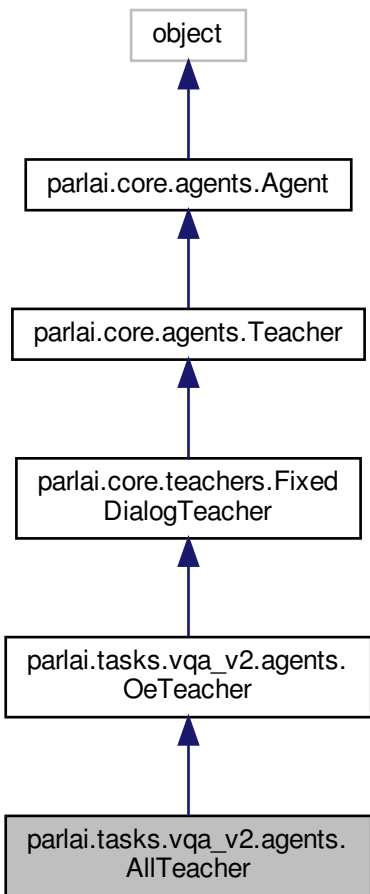 object
parlai.core.agents.Agent
parlai.core.agents.Teacher
parlai.core.teachers.Fixed
DialogTeacher
parlai.tasks.vqa_v2.agents.
OeTeacher
parlai.tasks.vqa_v2.agents.
AllTeacher